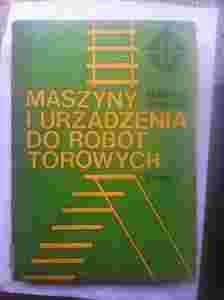 MASZYNY
I URZĄDZENIA
DO ROBÓT
TOROWYCH